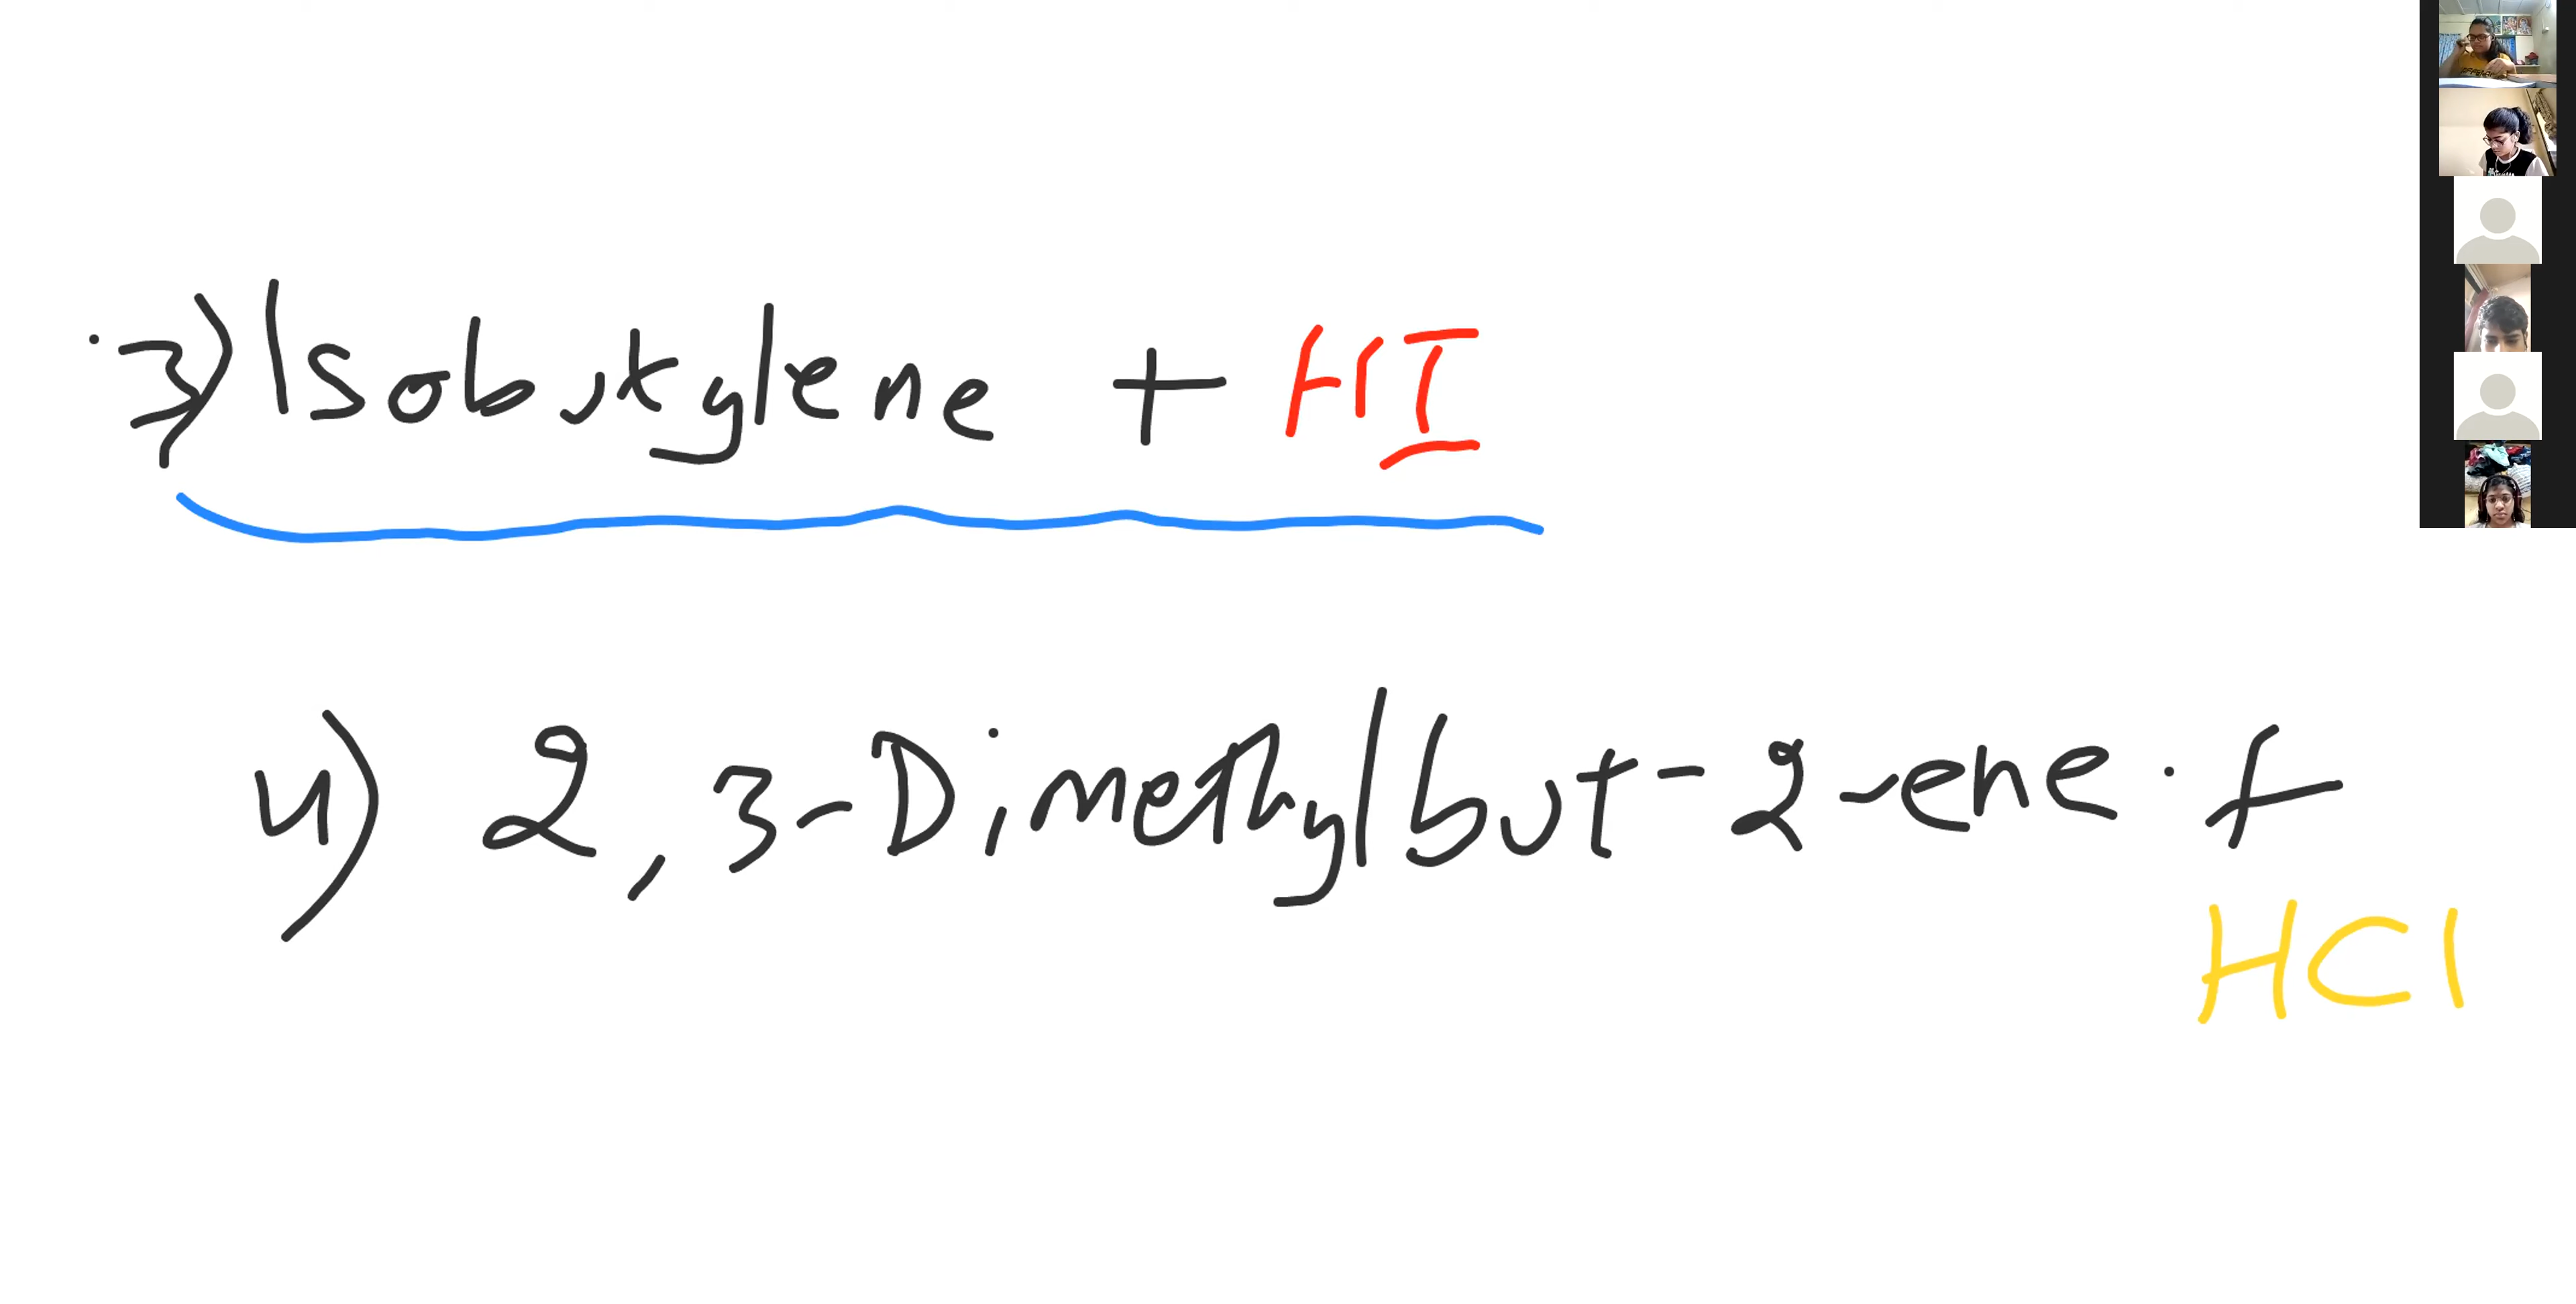 3) Isobutylene + HI
4) 2,3-Dimethylbut-2-ene. +
HCl